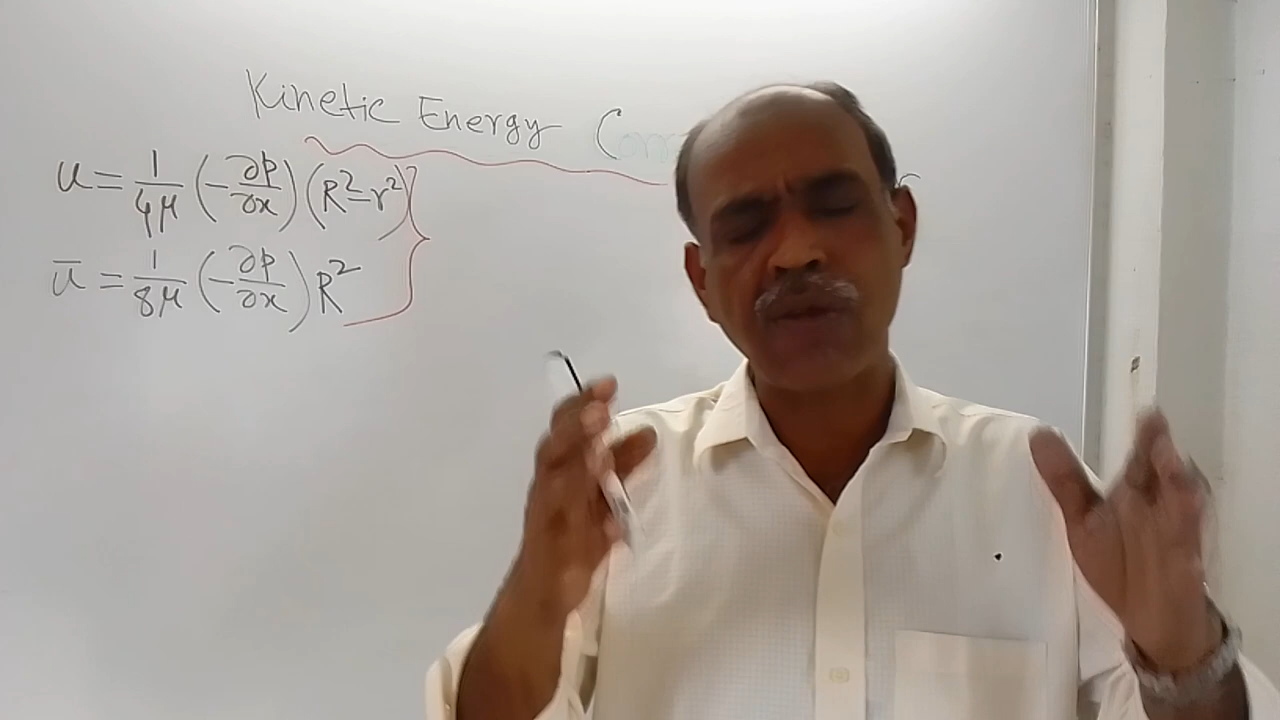 Kinetic Energy
u = 1/4μ (-∂p/∂x) (R²-r²)
ū = 1/8μ (-∂p/∂x) R²